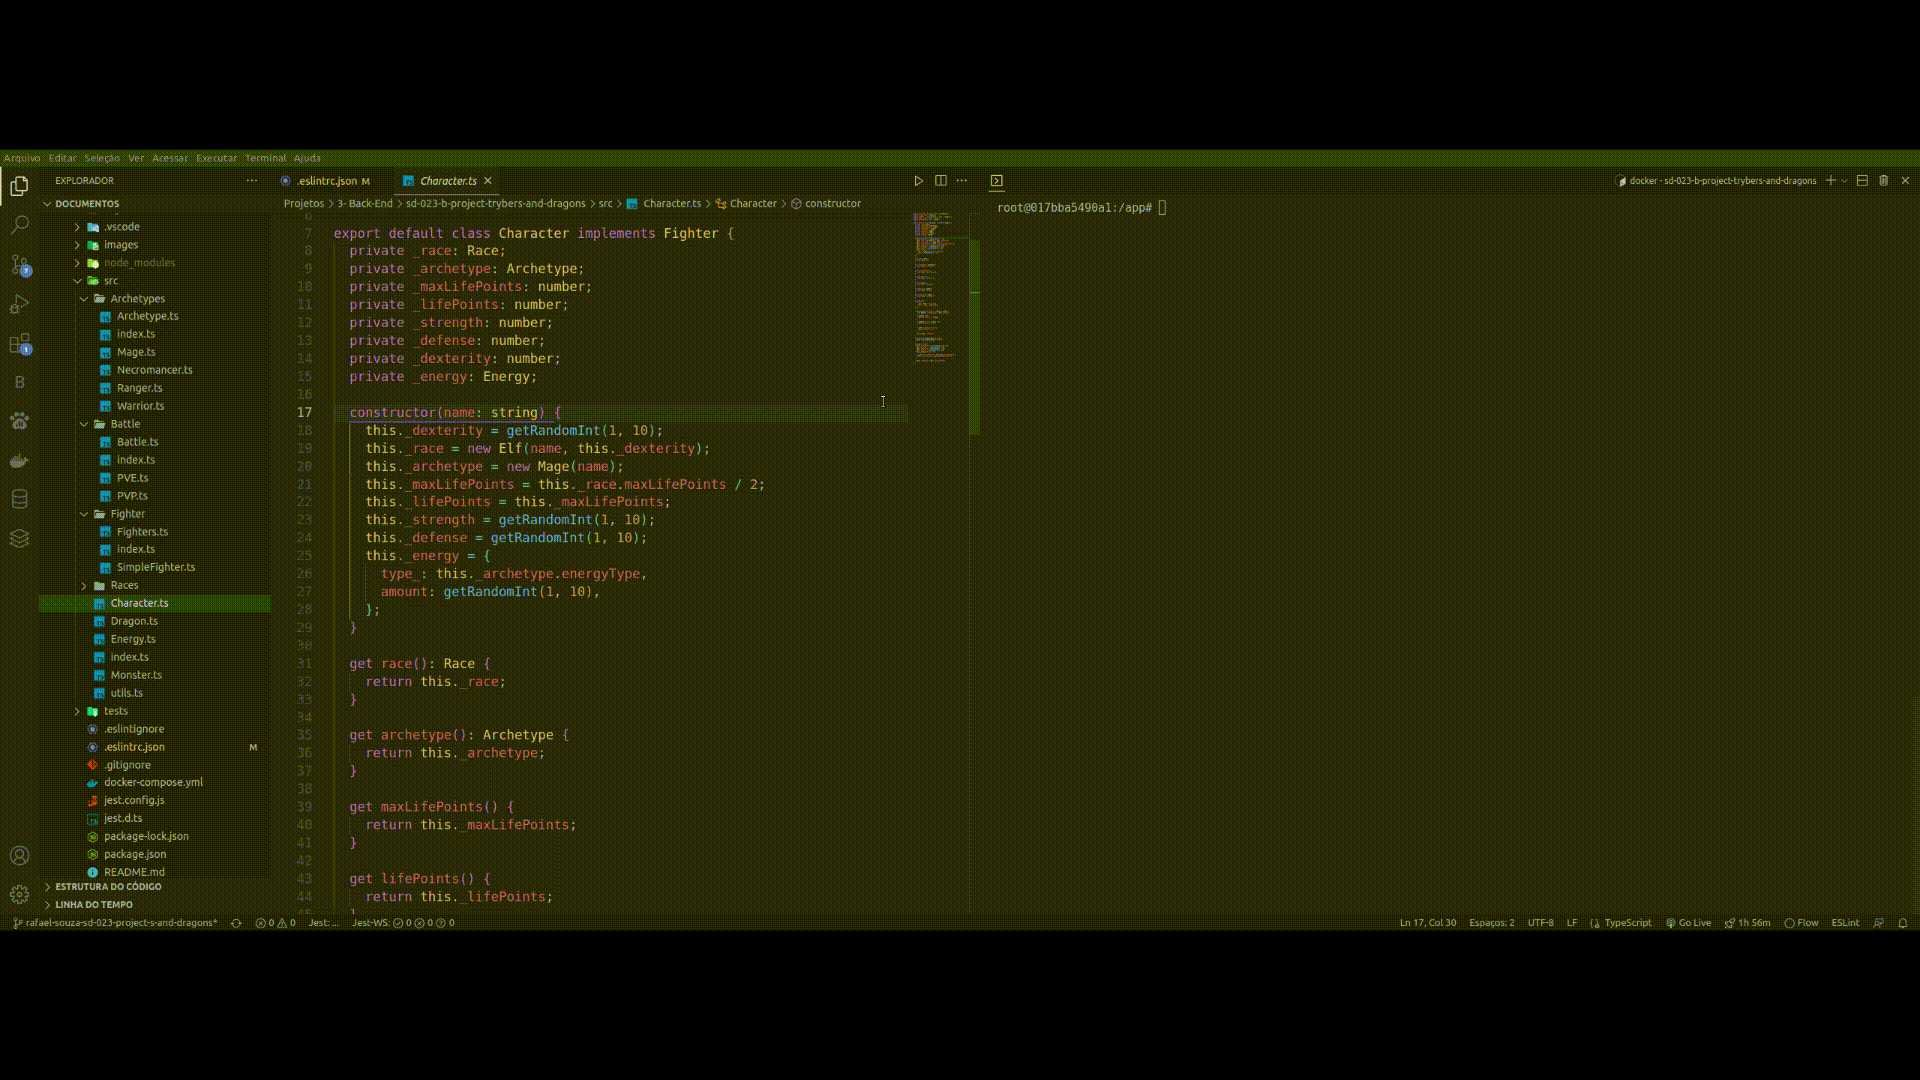 Arquivo Editar Seleção Ver Acessar Executar Terminal Ajuda
EXPLORADOR
DOCUMENTOS
.vscode
images
node_modules
src
Archetypes
Archetype.ts
index.ts
Mage.ts
Necromancer.ts
Ranger.ts
Warrior.ts
Battle
Battle.ts
index.ts
PVE.ts
PVP.ts
Fighter
Fighters.ts
index.ts
SimpleFighter.ts
Races
Character.ts
Dragon.ts
Energy.ts
index.ts
Monster.ts
utils.ts
tests
.eslintignore
.eslintrc.json M
.gitignore
docker-compose.yml
jest.config.js
jest.d.ts
package-lock.json
package.json
README.md
ESTRUTURA DO CÓDIGO
LINHA DO TEMPO
.eslintrc.json M Character.ts
Projetos > 3- Back-End > sd-023-b-project-trybers-and-dragons > src > Character.ts > Character > constructor
6
7 export default class Character implements Fighter {
8 private _race: Race;
9 private _archetype: Archetype;
10 private _maxLifePoints: number;
11 private _lifePoints: number;
12 private _strength: number;
13 private _defense: number;
14 private _dexterity: number;
15 private _energy: Energy;
16
17 constructor(name: string) {
18 this._dexterity = getRandomInt(1, 10);
19 this._race = new Elf(name, this._dexterity);
20 this._archetype = new Mage(name);
21 this._maxLifePoints = this._race.maxLifePoints / 2;
22 this._lifePoints = this._maxLifePoints;
23 this._strength = getRandomInt(1, 10);
24 this._defense = getRandomInt(1, 10);
25 this._energy = {
26 type_: this._archetype.energyType,
27 amount: getRandomInt(1, 10),
28 };
29 }
30
31 get race(): Race {
32 return this._race;
33 }
34
35 get archetype(): Archetype {
36 return this._archetype;
37 }
38
39 get maxLifePoints() {
40 return this._maxLifePoints;
41 }
42
43 get lifePoints() {
44 return this._lifePoints;
45 }
docker - sd-023-b-project-trybers-and-dragons
root@017bba5490a1:/app#
rafael-souza-sd-023-project-s-and-dragons* 0 0 Jest: ... Jest-WS: 0 0 0 Ln 17, Col 30 Espaços: 2 UTF-8 LF TypeScript Go Live 1h 56m Flow ESLint